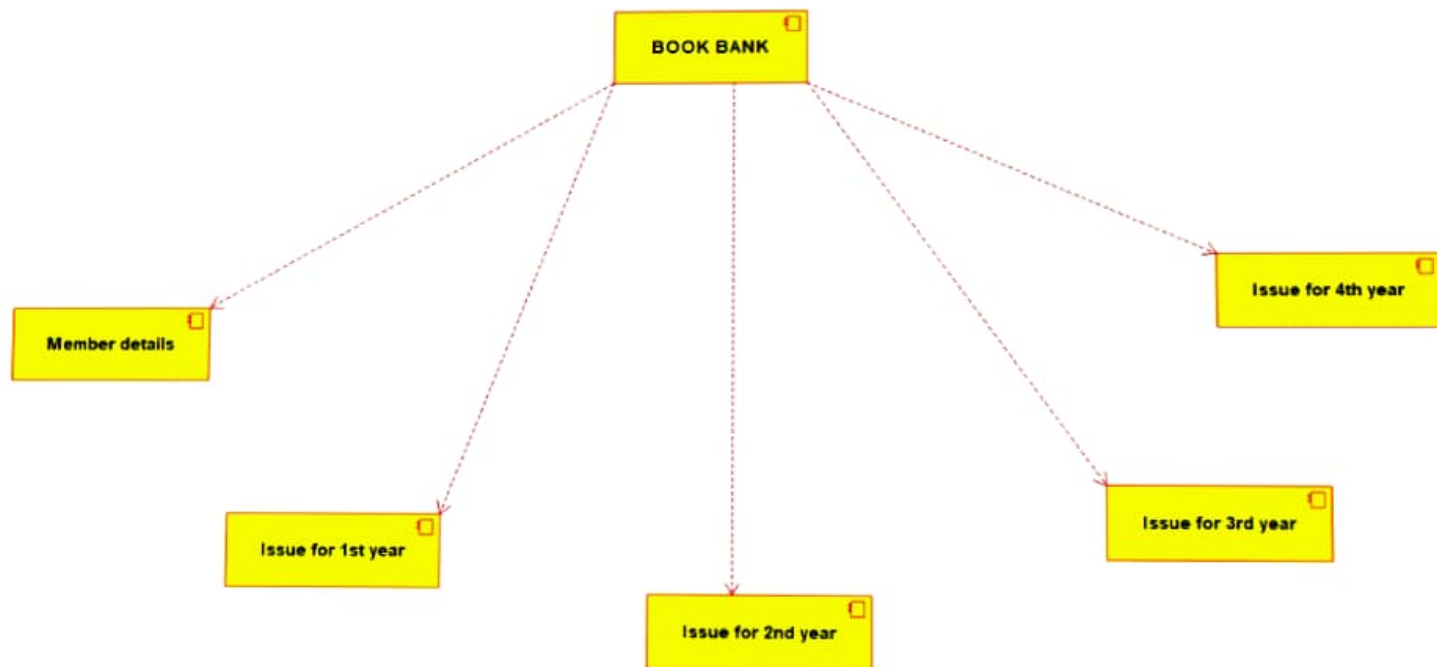 BOOK BANK
Issue for 4th year
Member details
Issue for 3rd year
Issue for 1st year
Issue for 2nd year